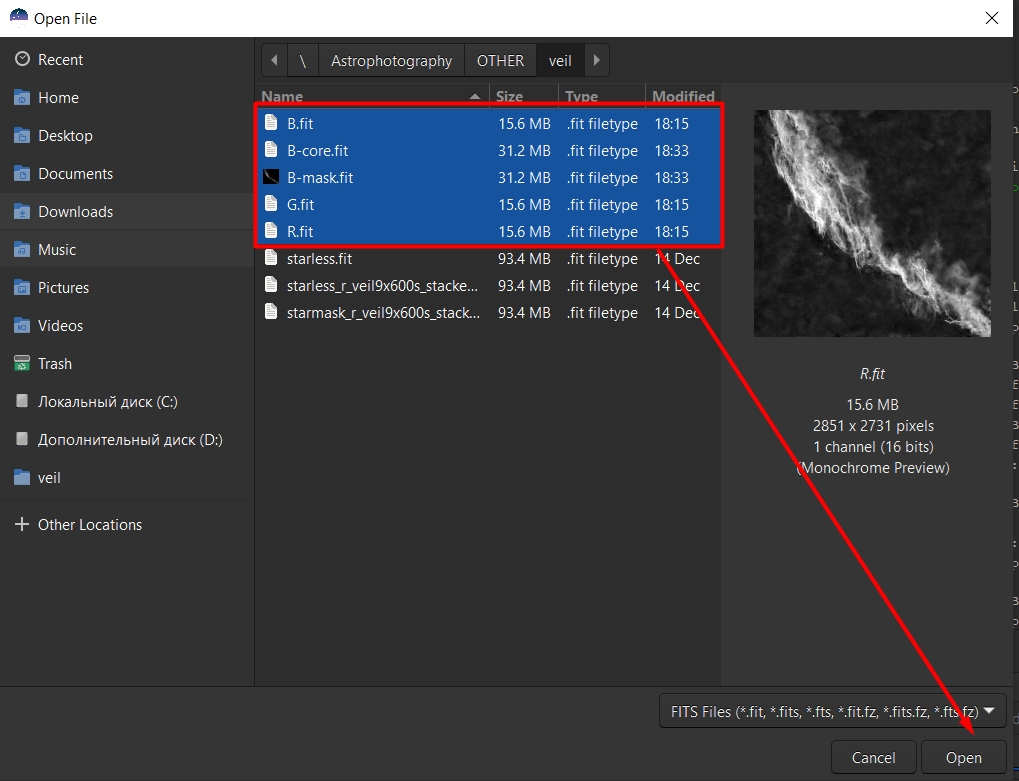 Open File
Recent
Home
Desktop
Documents
Downloads
Music
Pictures
Videos
Trash
Локальный диск (C:)
Дополнительный диск (D:)
veil
Other Locations
\ Astrophotography OTHER veil
Name Size Type Modified
B.fit 15.6 MB .fit filetype 18:15
B-core.fit 31.2 MB .fit filetype 18:33
B-mask.fit 31.2 MB .fit filetype 18:33
G.fit 15.6 MB .fit filetype 18:15
R.fit 15.6 MB .fit filetype 18:15
starless.fit 93.4 MB .fit filetype 14 Dec
starless_r_veil9x600s_stacke... 93.4 MB .fit filetype 14 Dec
starmask_r_veil9x600s_stack... 93.4 MB .fit filetype 14 Dec
R.fit
15.6 MB
2851 x 2731 pixels
1 channel (16 bits)
(Monochrome Preview)
FITS Files (*.fit, *.fits, *.fts, *.fit.fz, *.fits.fz, *.fts.fz)
Cancel Open